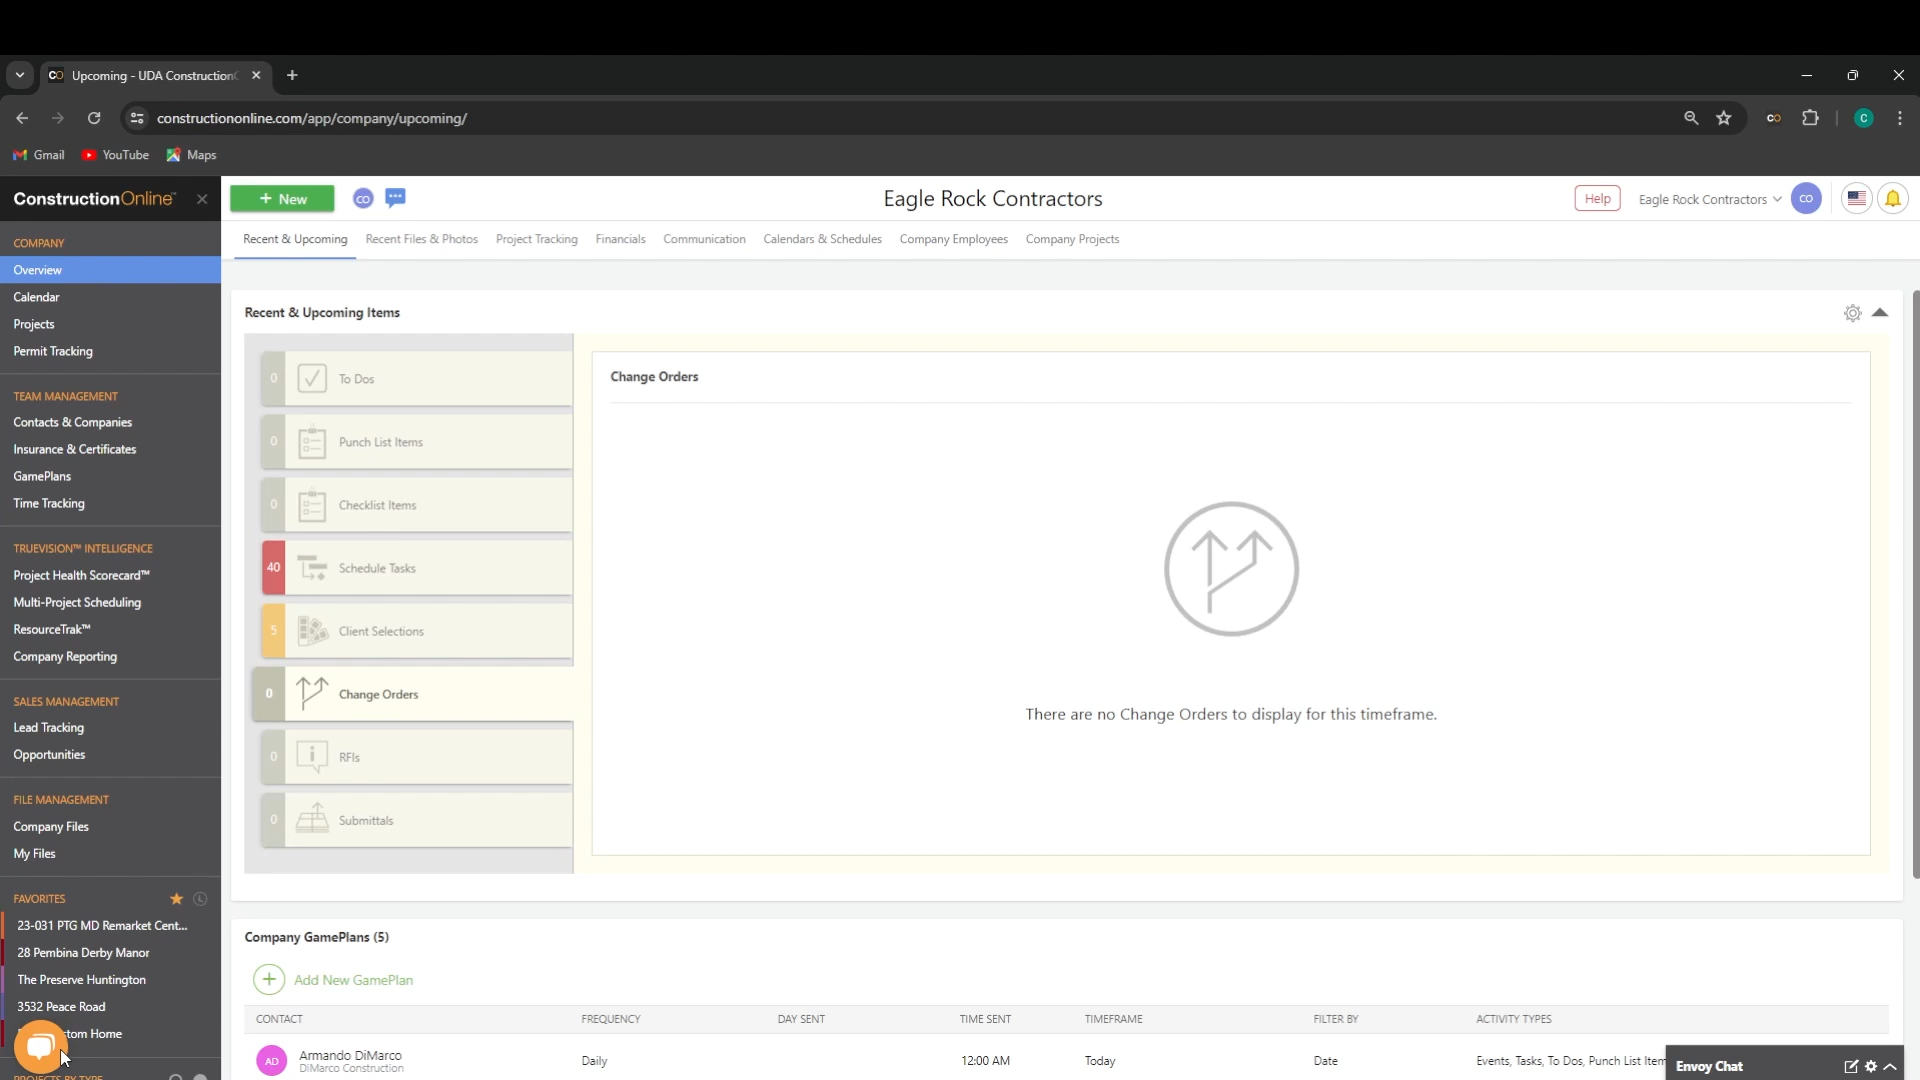 CO Upcoming - UDA Construction
constructiononline.com/app/company/upcoming/
CO
C
Gmail
YouTube
Maps
ConstructionOnline™
+ New
CO
Eagle Rock Contractors
Help
Eagle Rock Contractors
CO
Recent & Upcoming
Recent Files & Photos
Project Tracking
Financials
Communication
Calendars & Schedules
Company Employees
Company Projects
COMPANY
Overview
Calendar
Projects
Permit Tracking
TEAM MANAGEMENT
Contacts & Companies
Insurance & Certificates
GamePlans
Time Tracking
TRUEVISION™ INTELLIGENCE
Project Health Scorecard™
Multi-Project Scheduling
ResourceTrak™
Company Reporting
SALES MANAGEMENT
Lead Tracking
Opportunities
FILE MANAGEMENT
Company Files
My Files
FAVORITES
23-031 PTG MD Remarket Cent...
28 Pembina Derby Manor
The Preserve Huntington
3532 Peace Road
tom Home
PROJECTS BY TYPE
Recent & Upcoming Items
0 To Dos
0 Punch List Items
0 Checklist Items
40 Schedule Tasks
5 Client Selections
0 Change Orders
0 RFIs
0 Submittals
Change Orders
There are no Change Orders to display for this timeframe.
Company GamePlans (5)
+ Add New GamePlan
CONTACT FREQUENCY DAY SENT TIME SENT TIMEFRAME FILTER BY ACTIVITY TYPES
AD Armando DiMarco Daily 12:00 AM Today Date Events, Tasks, To Dos, Punch List Item
DiMarco Construction
Envoy Chat